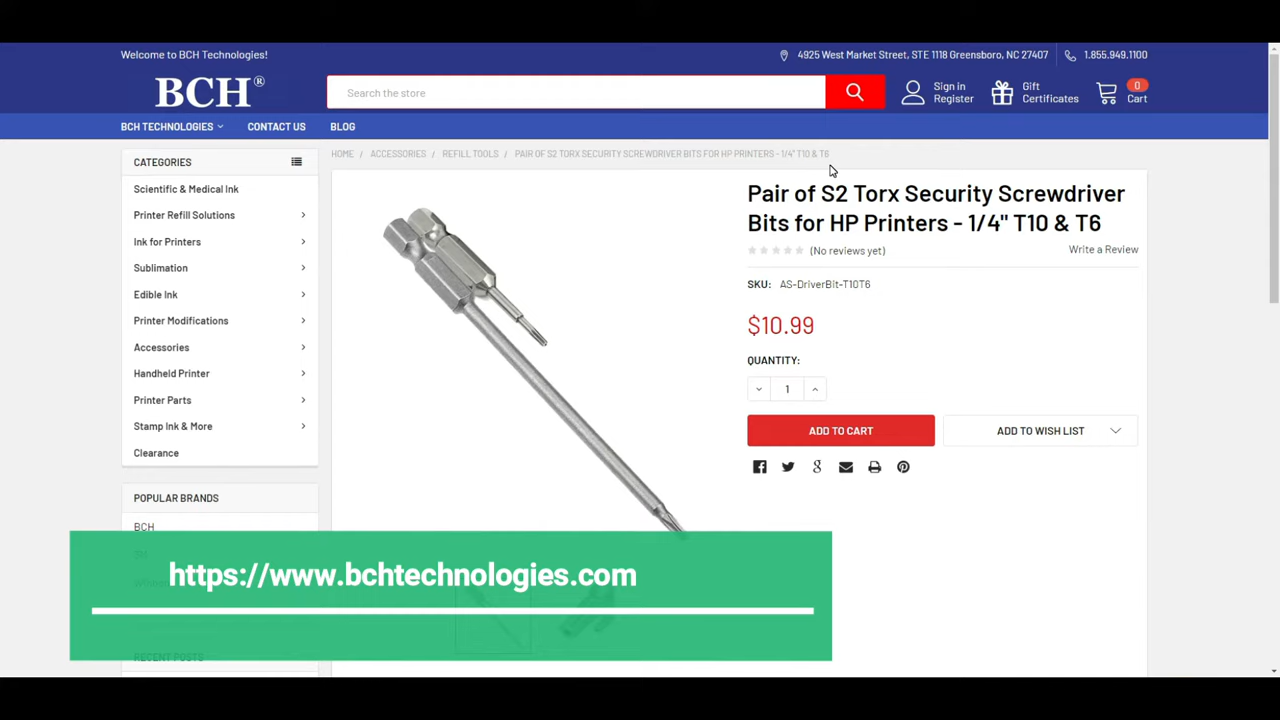 Welcome to BCH Technologies!
4925 West Market Street, STE 1118 Greensboro, NC 27407
1.855.949.1100
BCH®
Search the store
Sign in
Register
Gift
Certificates
0
Cart
BCH TECHNOLOGIES
CONTACT US
BLOG
CATEGORIES
Scientific & Medical Ink
Printer Refill Solutions
Ink for Printers
Sublimation
Edible Ink
Printer Modifications
Accessories
Handheld Printer
Printer Parts
Stamp Ink & More
Clearance
POPULAR BRANDS
BCH
HOME / ACCESSORIES / REFILL TOOLS / PAIR OF S2 TORX SECURITY SCREWDRIVER BITS FOR HP PRINTERS - 1/4" T10 & T6
Pair of S2 Torx Security Screwdriver
Bits for HP Printers - 1/4" T10 & T6
(No reviews yet)
Write a Review
SKU: AS-DriverBit-T10T6
$10.99
QUANTITY:
1
ADD TO CART
ADD TO WISH LIST
https://www.bchtechnologies.com
RECENT POSTS